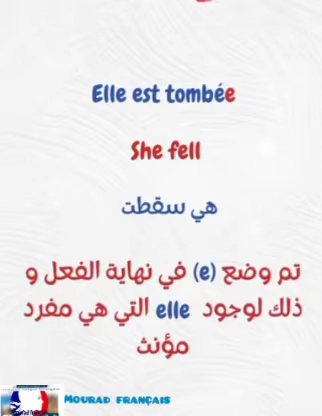 Elle est tombée
She fell
هي سقطت
تم وضع (e) في نهاية الفعل و
ذلك لوجود elle التي هي مفرد
مؤنث
MOURAD FRANÇAIS